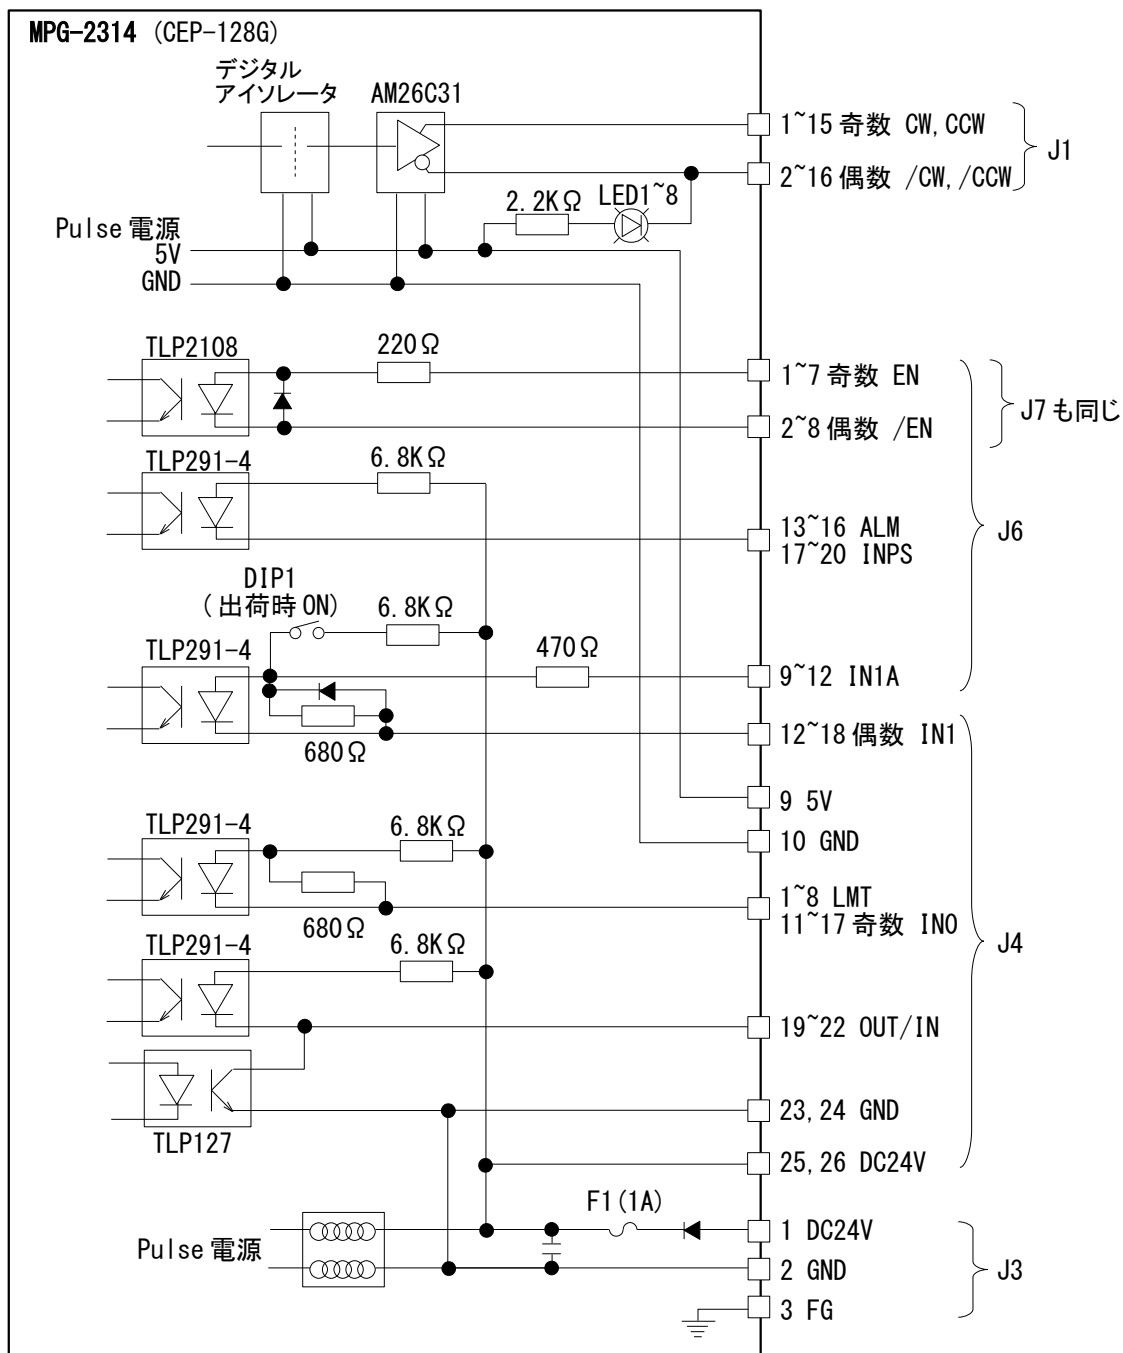 MPG-2314 (CEP-128G)
デジタル
アイソレータ
AM26C31
1~15 奇数 CW, CCW
J1
2~16 偶数 /CW, /CCW
2.2KΩ
LED1~8
Pulse 電源
5V
GND
TLP2108
220Ω
1~7 奇数 EN
J7 も同じ
2~8 偶数 /EN
TLP291-4
6.8KΩ
13~16 ALM
17~20 INPS
J6
DIP1
(出荷時 ON)
6.8KΩ
TLP291-4
470Ω
9~12 IN1A
680Ω
12~18 偶数 IN1
9 5V
TLP291-4
6.8KΩ
10 GND
1~8 LMT
11~17 奇数 IN0
680Ω
J4
TLP291-4
6.8KΩ
19~22 OUT/IN
23, 24 GND
TLP127
25, 26 DC24V
F1 (1A)
1 DC24V
Pulse 電源
2 GND
J3
3 FG